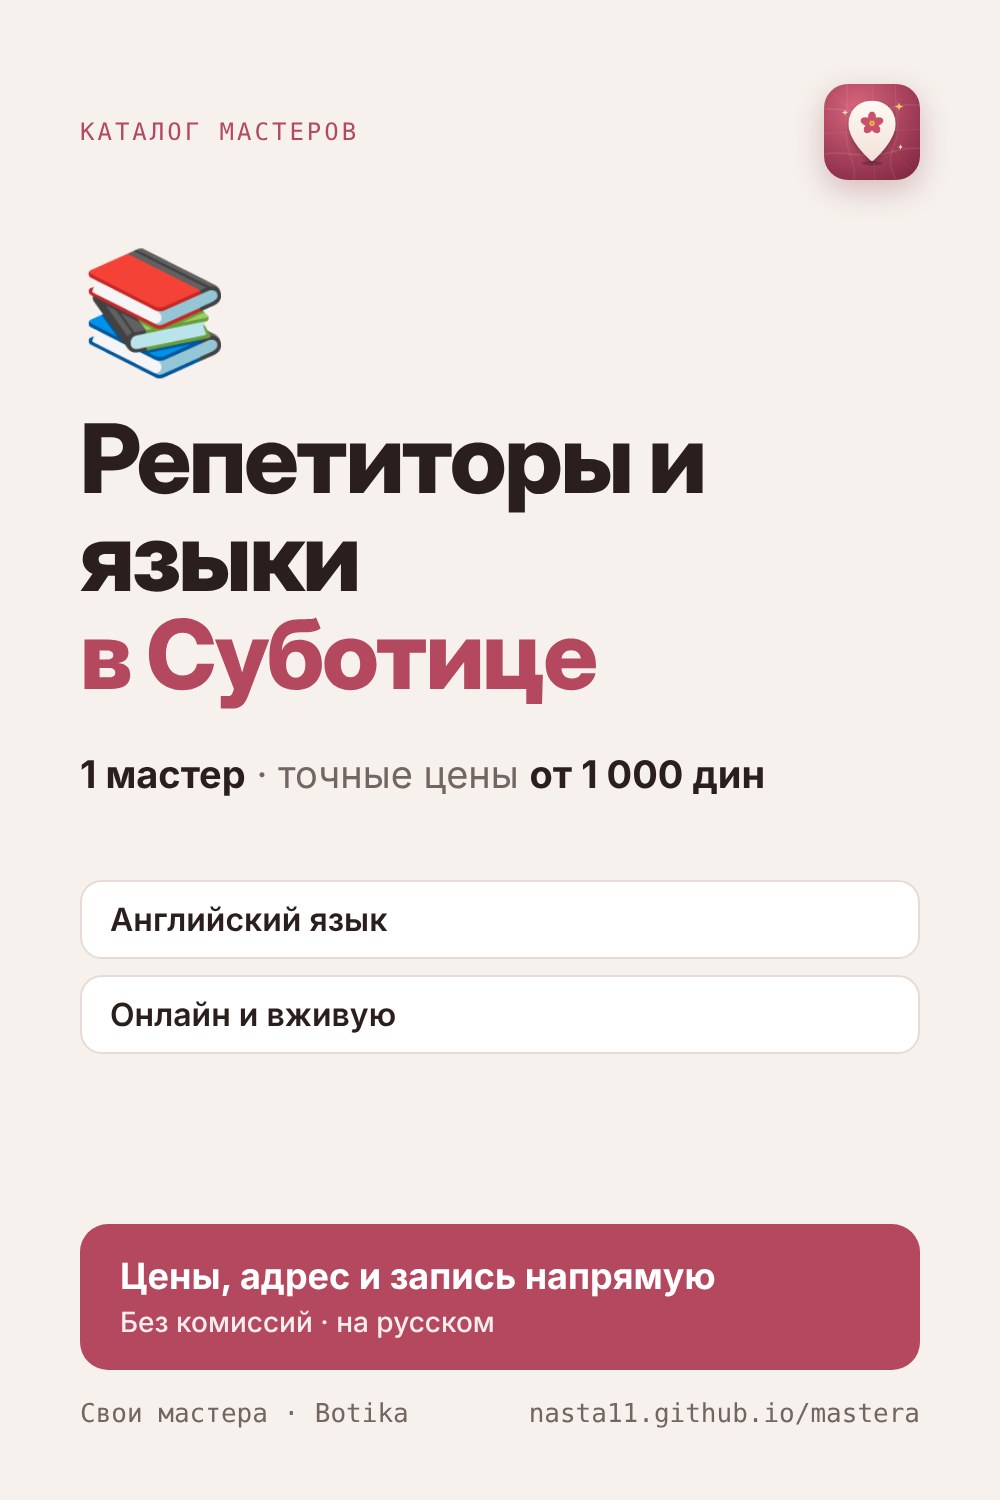 КАТАЛОГ МАСТЕРОВ
Репетиторы и
языки
в Суботице
1 мастер · точные цены от 1 000 дин
Английский язык
Онлайн и вживую
Цены, адрес и запись напрямую
Без комиссий · на русском
Свои мастера · Botika
nasta11.github.io/mastera